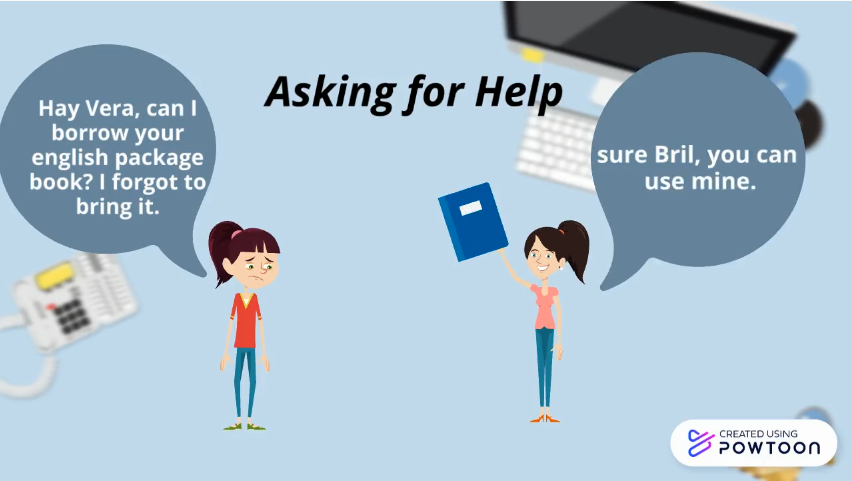 Asking for Help
Hay Vera, can I
borrow your
english package
book? I forgot to
bring it.
sure Bril, you can
use mine.
CREATED USING
POWTOON